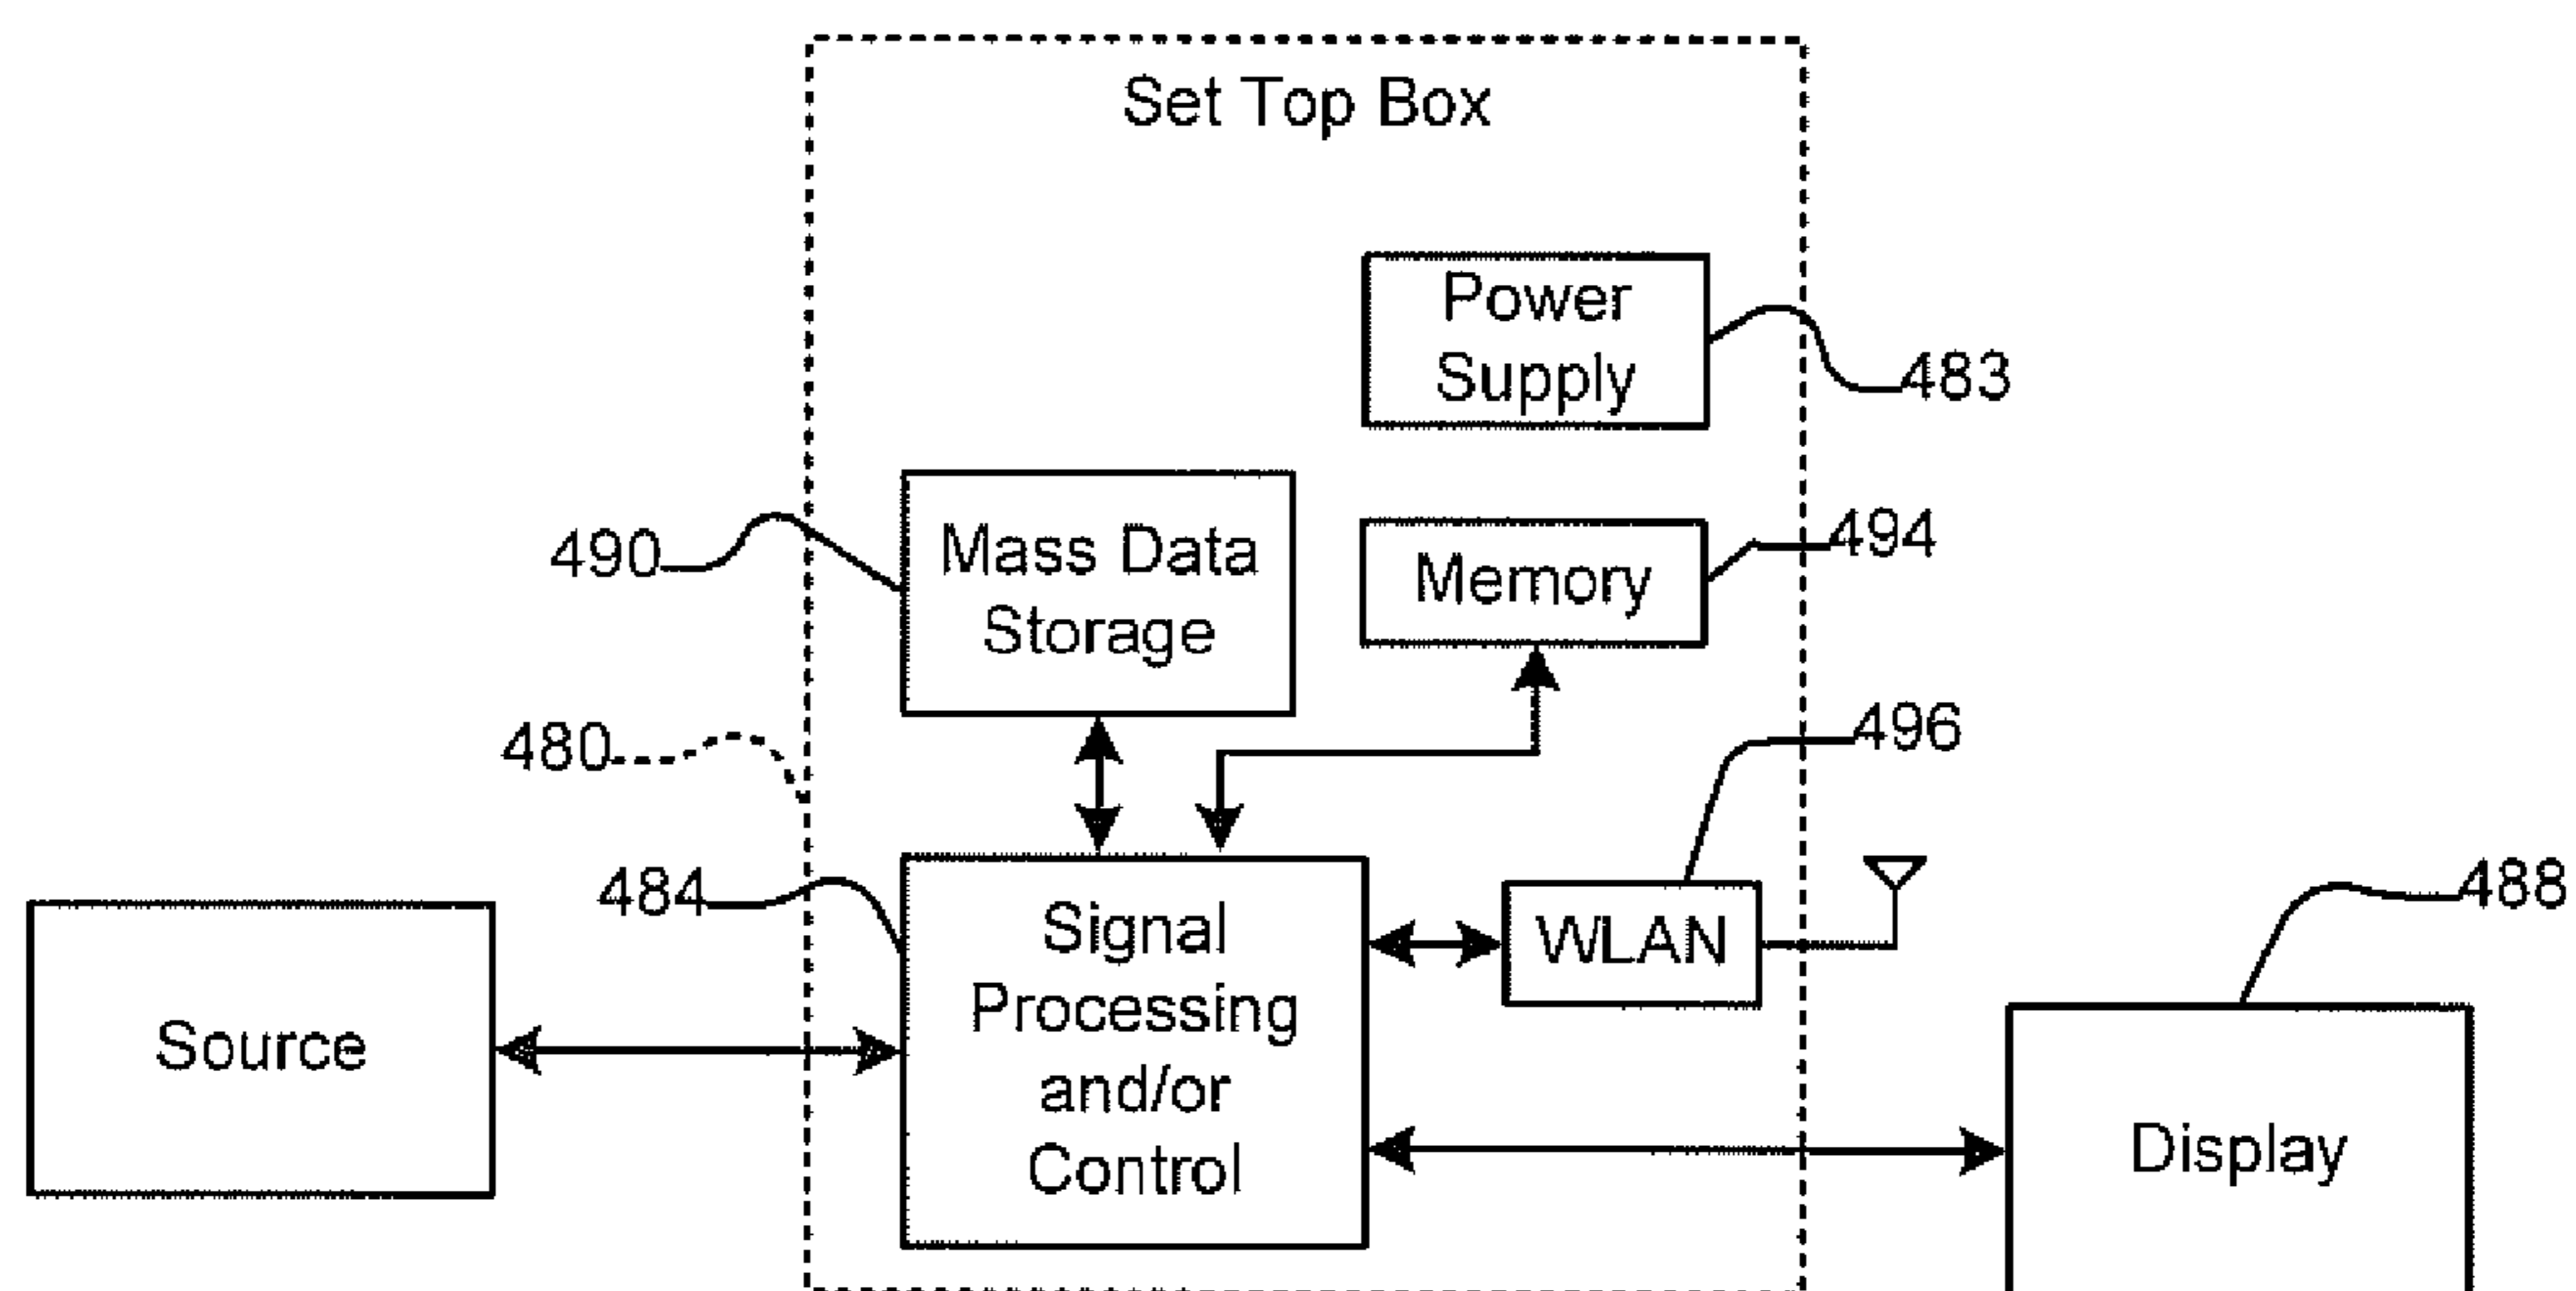 Set Top Box
Power
Supply
483
490
Mass Data
Storage
494
Memory
480
496
484
Signal
Processing
and/or
Control
WLAN
488
Source
Display